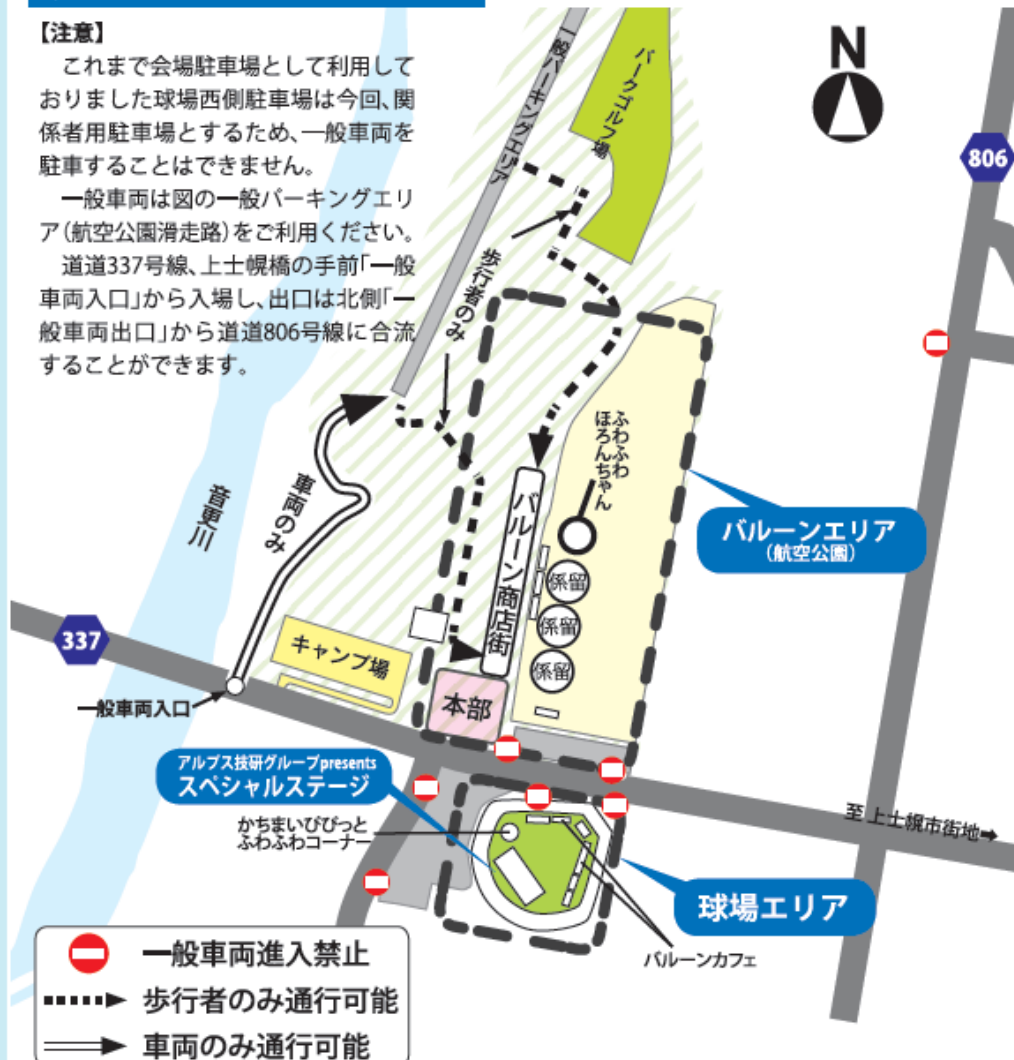 【注意】
これまで会場駐車場として利用して
おりました球場西側駐車場は今回、関
係者用駐車場とするため、一般車両を
駐車することはできません。
一般車両は図の一般パーキングエリ
ア(航空公園滑走路)をご利用ください。
道道337号線、上士幌橋の手前「一般
車両入口」から入場し、出口は北側「一
般車両出口」から道道806号線に合流
することができます。
一般パーキングエリア
パークゴルフ場
N
806
歩行者のみ
ふわふわ
ほろんちゃん
音更川
車両のみ
バルーン商店街
バルーンエリア
(航空公園)
係留
係留
係留
337
キャンプ場
一般車両入口
本部
アルプス技研グループpresents
スペシャルステージ
かちまいびびっと
ふわふわコーナー
至 上士幌市街地➡
球場エリア
バルーンカフェ
一般車両進入禁止
歩行者のみ通行可能
車両のみ通行可能